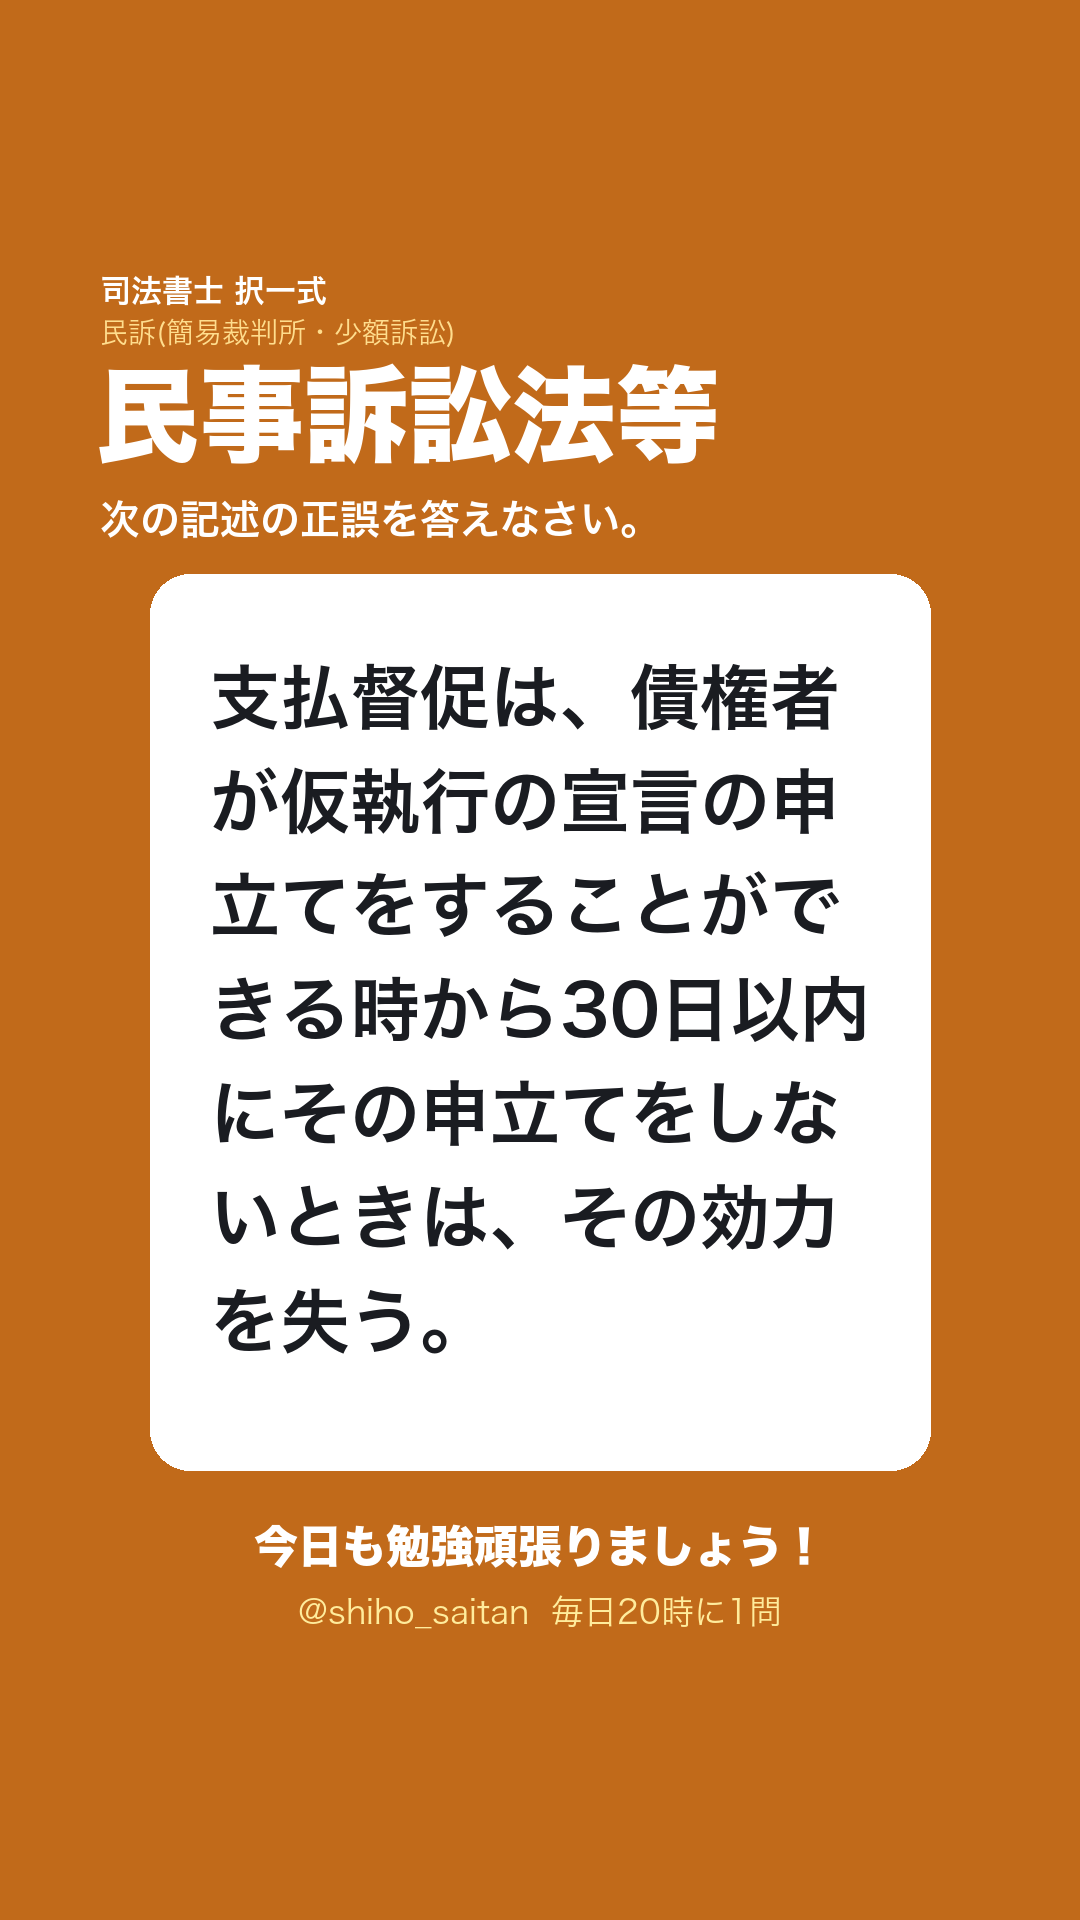 司法書士 択一式
民訴(簡易裁判所・少額訴訟)
民事訴訟法等
次の記述の正誤を答えなさい。
支払督促は、債権者
が仮執行の宣言の申
立てをすることがで
きる時から30日以内
にその申立てをしな
いときは、その効力
を失う。
今日も勉強頑張りましょう！
@shiho_saitan 毎日20時に1問